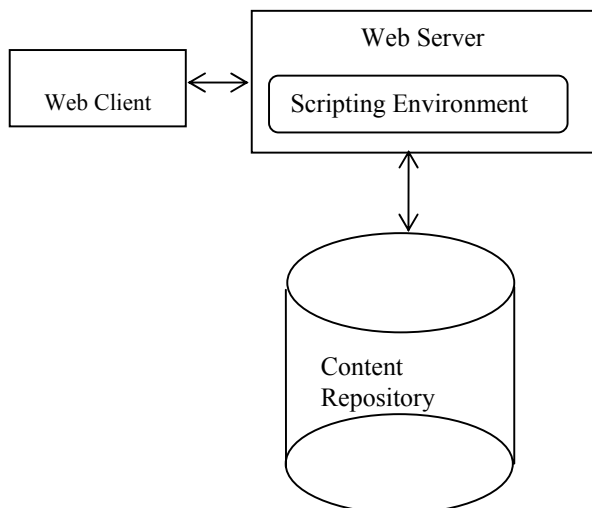 Web Server
Web Client
Scripting Environment
Content
Repository